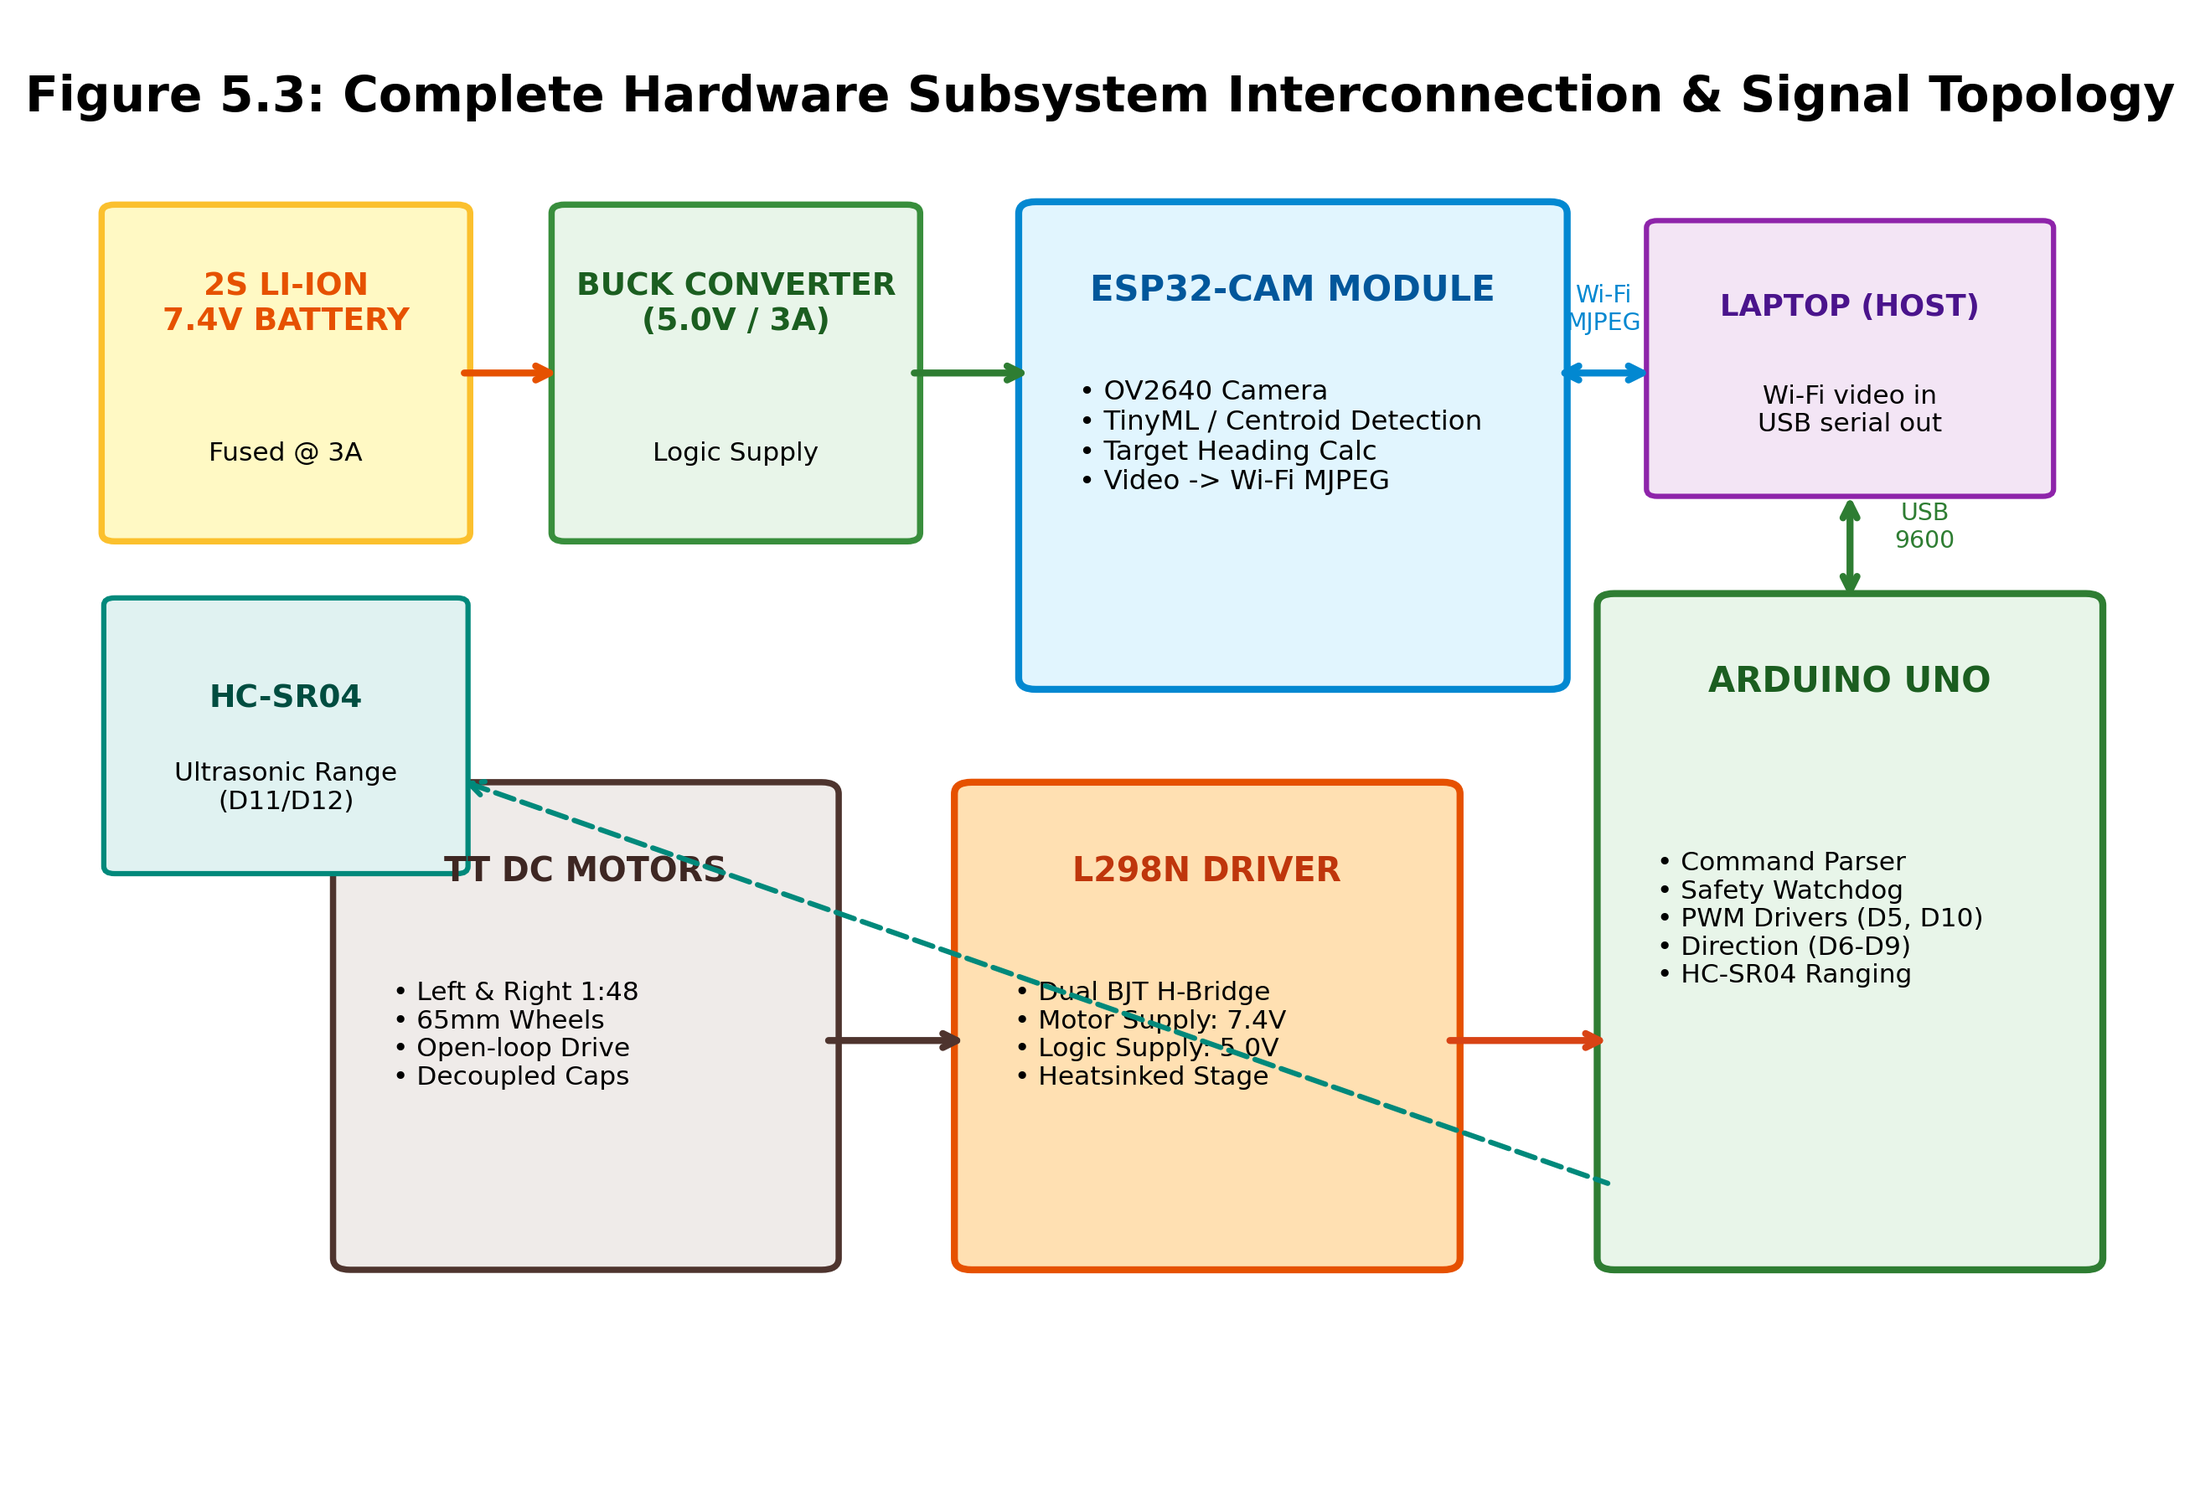 Figure 5.3: Complete Hardware Subsystem Interconnection & Signal Topology
2S LI-ION
7.4V BATTERY
Fused @ 3A
BUCK CONVERTER
(5.0V / 3A)
Logic Supply
ESP32-CAM MODULE
• OV2640 Camera
• TinyML / Centroid Detection
• Target Heading Calc
• Video -> Wi-Fi MJPEG
Wi-Fi
MJPEG
LAPTOP (HOST)
Wi-Fi video in
USB serial out
USB
9600
HC-SR04
Ultrasonic Range
(D11/D12)
TT DC MOTORS
• Left & Right 1:48
• 65mm Wheels
• Open-loop Drive
• Decoupled Caps
L298N DRIVER
• Dual BJT H-Bridge
• Motor Supply: 7.4V
• Logic Supply: 5.0V
• Heatsinked Stage
ARDUINO UNO
• Command Parser
• Safety Watchdog
• PWM Drivers (D5, D10)
• Direction (D6-D9)
• HC-SR04 Ranging